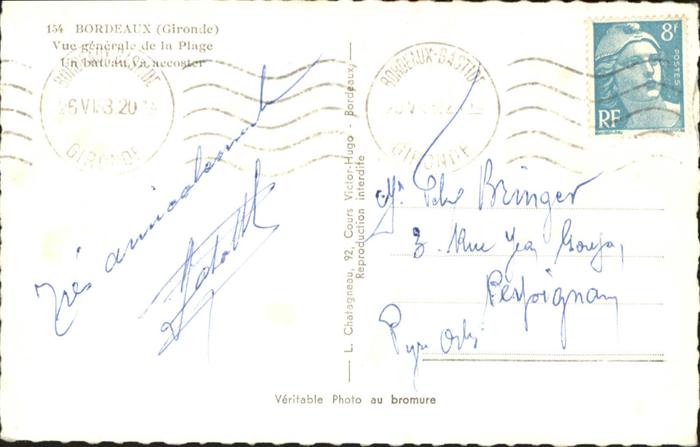 154 BORDEAUX (Gironde)
Vue générale de la Plage
Un bateau va accoster
BORDEAUX-BASTIDE
GIRONDE
BORDEAUX-BASTIDE
GIRONDE
8F
POSTES
RF
Très amicalement
L. Chatagneau, 92, Cours Victor-Hugo - Bordeaux
Reproduction interdite
Mr Bringer
3 Rue
Perpignan
Pyr Or
Véritable Photo au bromure